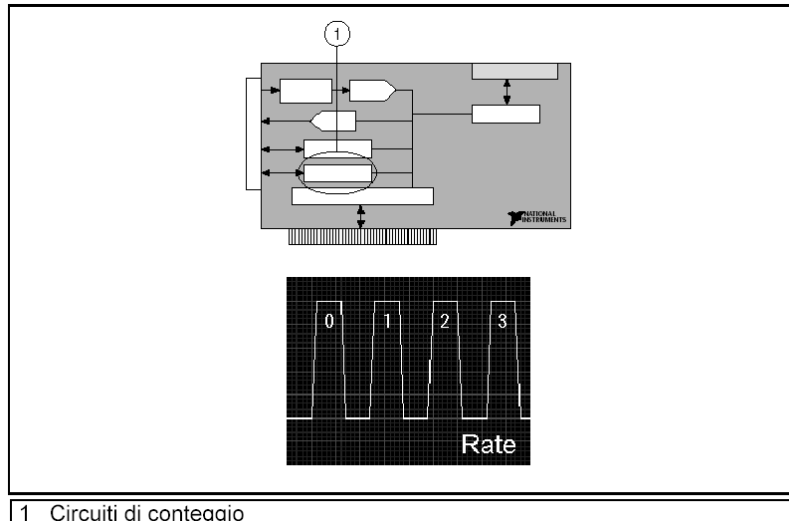 1
NATIONAL
INSTRUMENTS
0 1 2 3
Rate
1 Circuiti di conteggio